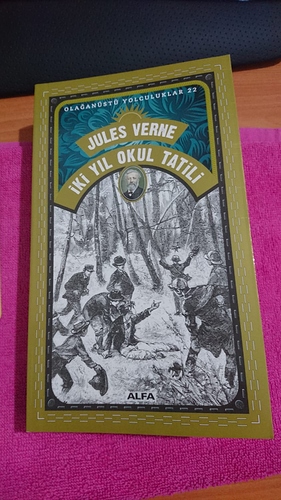 OLAĞANÜSTÜ YOLCULUKLAR 22
JULES VERNE
İKİ YIL OKUL TATİLİ
ALFA